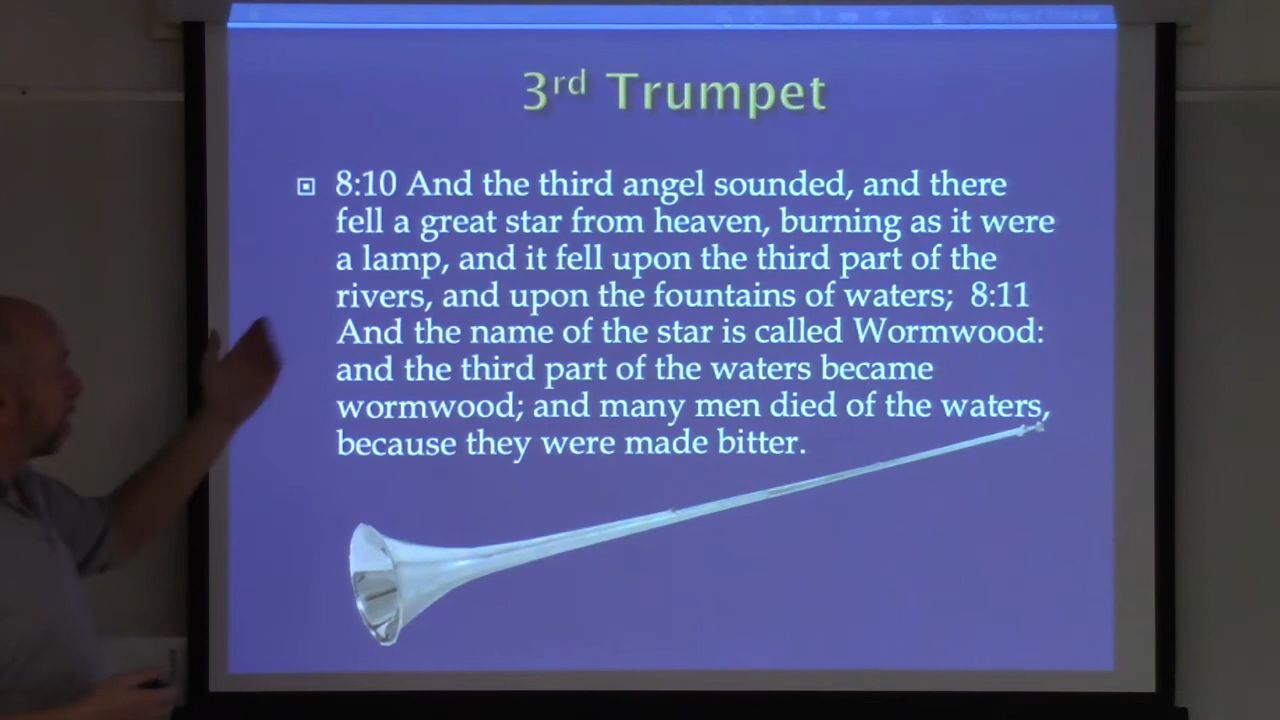 3rd Trumpet
8:10 And the third angel sounded, and there
fell a great star from heaven, burning as it were
a lamp, and it fell upon the third part of the
rivers, and upon the fountains of waters;  8:11
And the name of the star is called Wormwood:
and the third part of the waters became
wormwood; and many men died of the waters,
because they were made bitter.